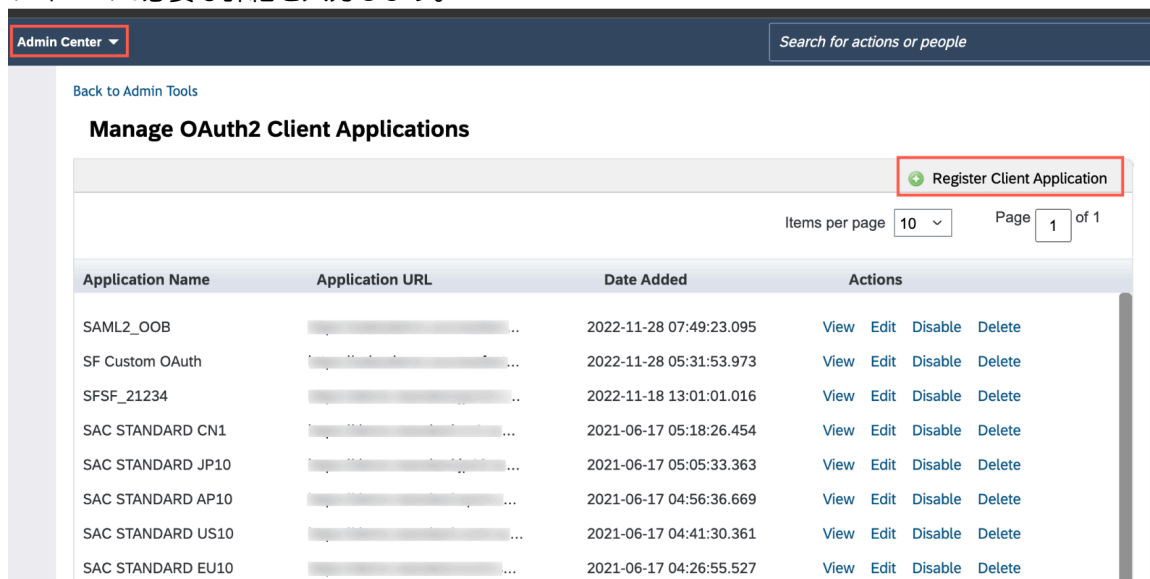 Admin Center
Search for actions or people
Back to Admin Tools
Manage OAuth2 Client Applications
Register Client Application
Items per page 10 Page 1 of 1
Application Name Application URL Date Added Actions
SAML2_OOB ... 2022-11-28 07:49:23.095 View Edit Disable Delete
SF Custom OAuth ... 2022-11-28 05:31:53.973 View Edit Disable Delete
SFSF_21234 .. 2022-11-18 13:01:01.016 View Edit Disable Delete
SAC STANDARD CN1 ... 2021-06-17 05:18:26.454 View Edit Disable Delete
SAC STANDARD JP10 ... 2021-06-17 05:05:33.363 View Edit Disable Delete
SAC STANDARD AP10 ... 2021-06-17 04:56:36.669 View Edit Disable Delete
SAC STANDARD US10 ... 2021-06-17 04:41:30.361 View Edit Disable Delete
SAC STANDARD EU10 ... 2021-06-17 04:26:55.527 View Edit Disable Delete